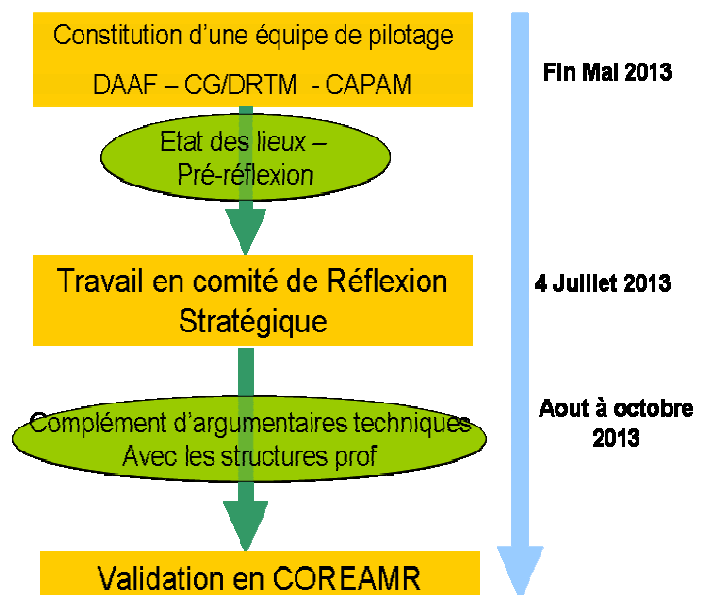 Constitution d'une équipe de pilotage
DAAF – CG/DRTM - CAPAM
Fin Mai 2013
Etat des lieux –
Pré-réflexion
Travail en comité de Réflexion
Stratégique
4 Juillet 2013
Complément d'argumentaires techniques
Avec les structures prof
Aout à octobre
2013
Validation en COREAMR